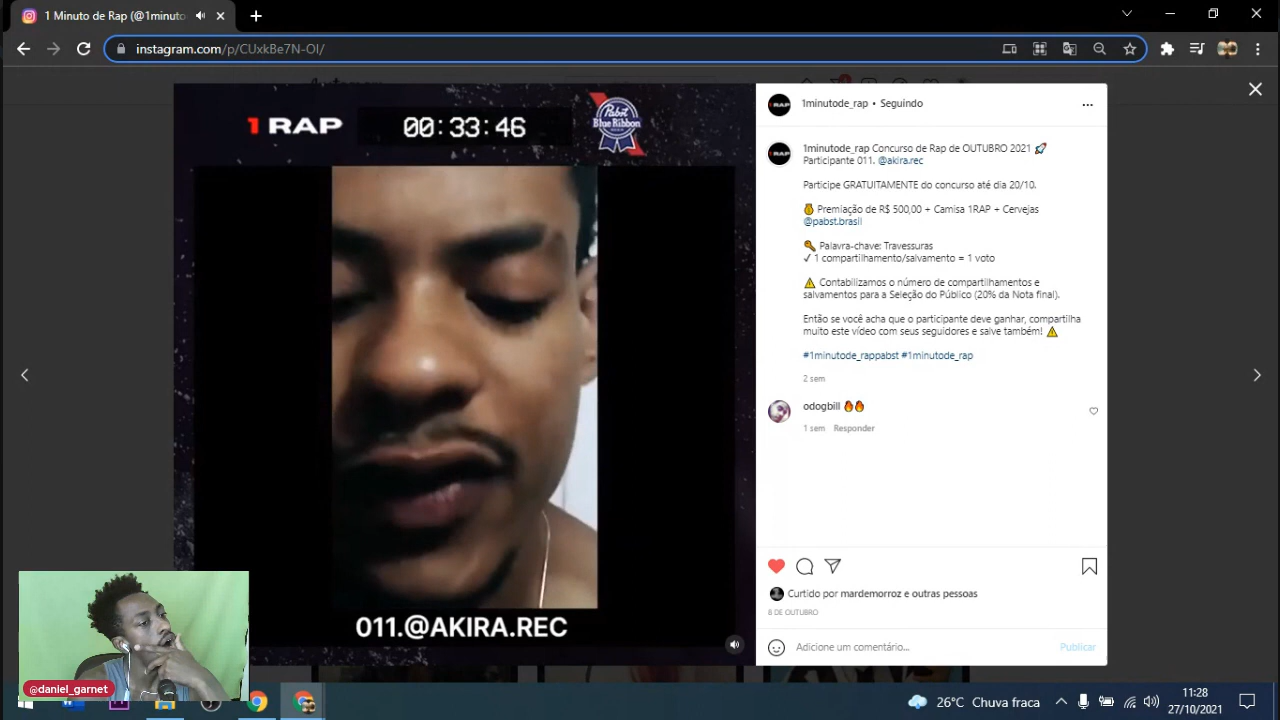 1 Minuto de Rap (@1minuto
instagram.com/p/CUxkBe7N-OI/
1 RAP
00:33:46
Pabst
Blue Ribbon
011.@AKIRA.REC
1minutode_rap • Seguindo
1minutode_rap Concurso de Rap de OUTUBRO 2021 🚀
Participante 011. @akira.rec
Participe GRATUITAMENTE do concurso até dia 20/10.
🥇 Premiação de R$ 500,00 + Camisa 1RAP + Cervejas
@pabst.brasil
🔑 Palavra-chave: Travessuras
✓ 1 compartilhamento/salvamento = 1 voto
⚠ Contabilizamos o número de compartilhamentos e
salvamentos para a Seleção do Público (20% da Nota final).
Então se você acha que o participante deve ganhar, compartilha
muito este vídeo com seus seguidores e salve também! ⚠
#1minutode_rappabst #1minutode_rap
2 sem
odogbill 🔥🔥
1 sem Responder
Curtido por mardemorroz e outras pessoas
8 DE OUTUBRO
Adicione um comentário...
Publicar
@daniel_garnet
26°C Chuva fraca
11:28
27/10/2021